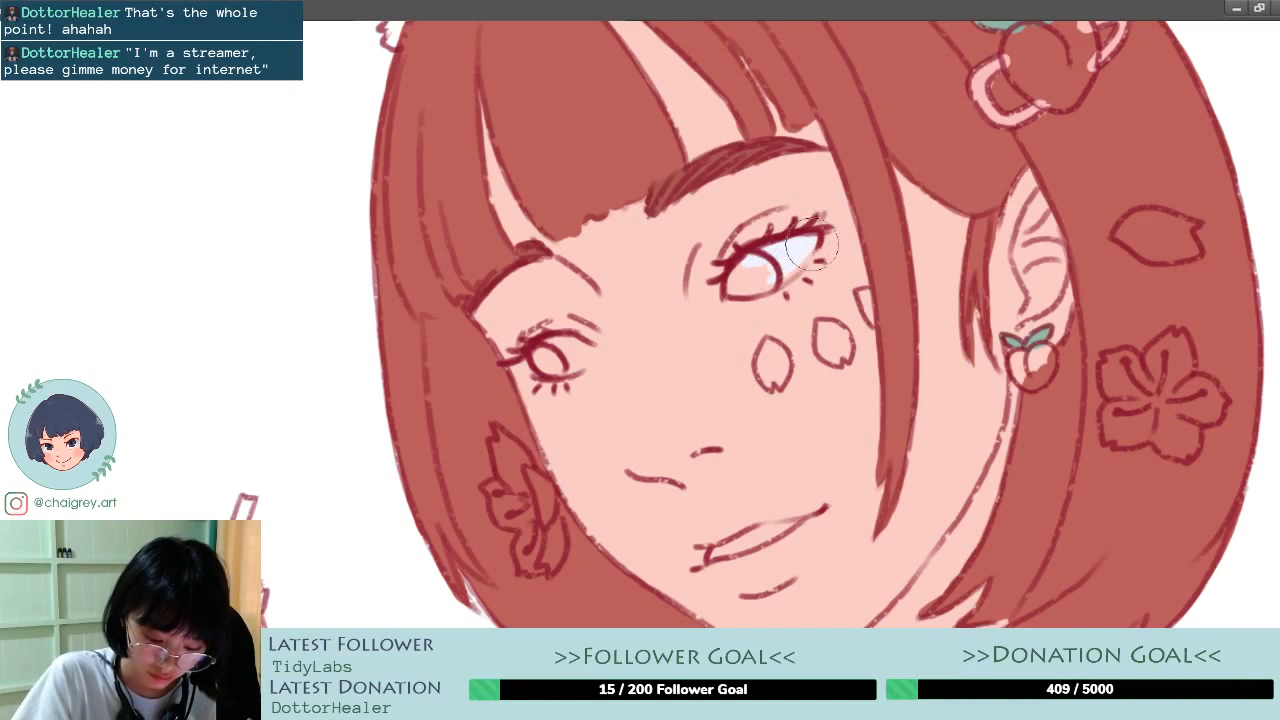 DottorHealer That's the whole
point! ahahah
DottorHealer "I'm a streamer,
please gimme money for internet"
@chaigrey.art
Latest Follower
TidyLabs
Latest Donation
DottorHealer
>>Follower Goal<<
15 / 200 Follower Goal
>>Donation Goal<<
409 / 5000